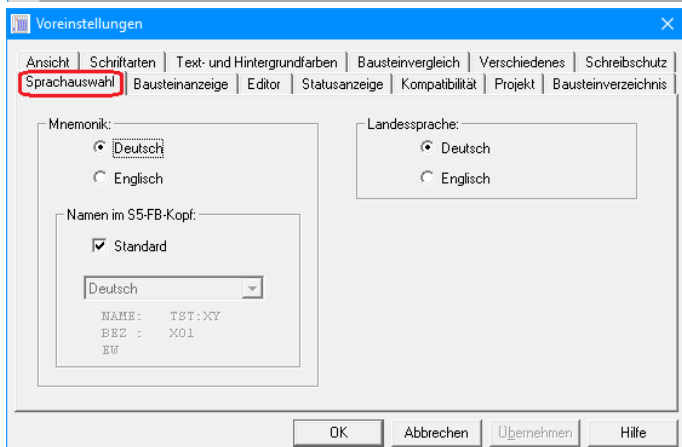 Voreinstellungen
Ansicht Schriftarten Text- und Hintergrundfarben Bausteinvergleich Verschiedenes Schreibschutz
Sprachauswahl Bausteinanzeige Editor Statusanzeige Kompatibilität Projekt Bausteinverzeichnis
Mnemonik:
Deutsch
Englisch
Namen im S5-FB-Kopf:
Standard
Deutsch
NAME: TST:XY
BEZ : X01
EW
Landessprache:
Deutsch
Englisch
OK Abbrechen Übernehmen Hilfe